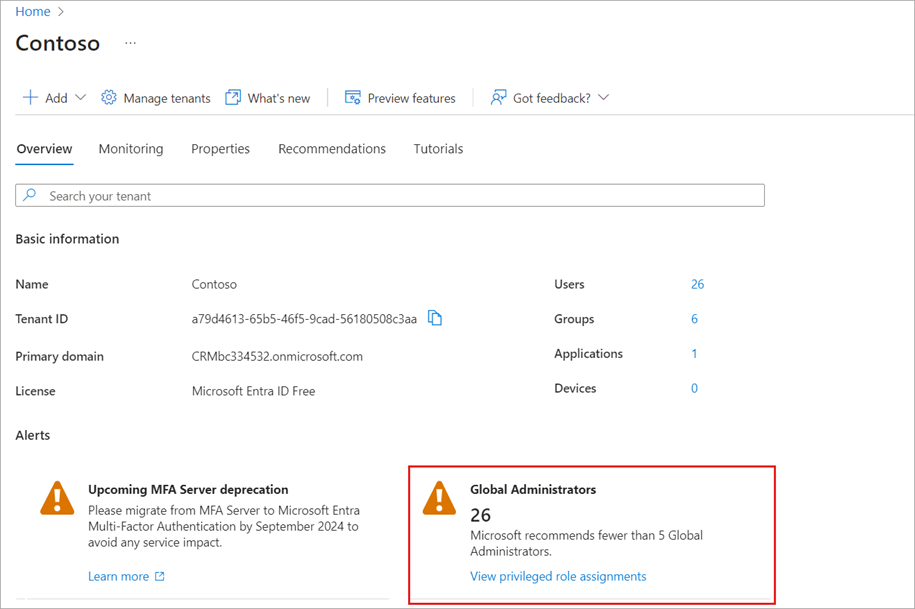 Home
Contoso
Add
Manage tenants
What's new
Preview features
Got feedback?
Overview
Monitoring
Properties
Recommendations
Tutorials
Search your tenant
Basic information
Name
Contoso
Users
26
Tenant ID
a79d4613-65b5-46f5-9cad-56180508c3aa
Groups
6
Primary domain
CRMbc334532.onmicrosoft.com
Applications
1
License
Microsoft Entra ID Free
Devices
0
Alerts
Upcoming MFA Server deprecation
Please migrate from MFA Server to Microsoft Entra
Multi-Factor Authentication by September 2024 to
avoid any service impact.
Learn more
Global Administrators
26
Microsoft recommends fewer than 5 Global
Administrators.
View privileged role assignments